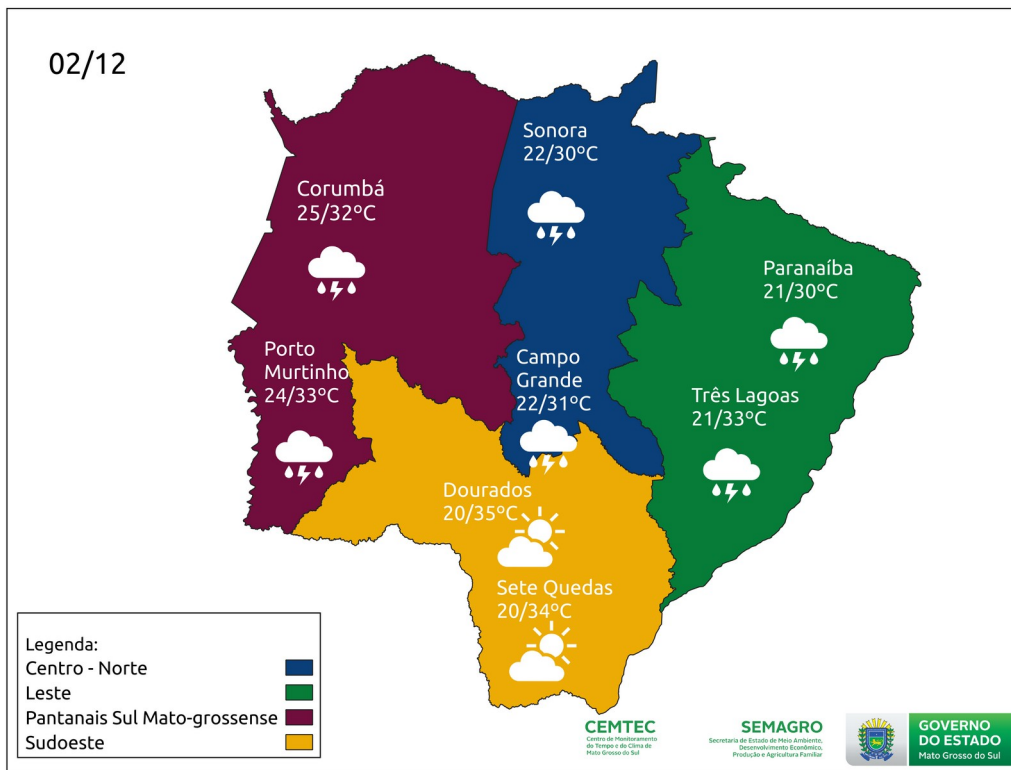 02/12
Sonora
22/30ºC
Corumbá
25/32ºC
Paranaíba
21/30ºC
Porto
Murtinho
24/33ºC
Campo
Grande
22/31ºC
Três Lagoas
21/33ºC
Dourados
20/35ºC
Sete Quedas
20/34ºC
Legenda:
Centro - Norte
Leste
Pantanais Sul Mato-grossense
Sudoeste
CEMTEC
Centro de Monitoramento
do Tempo e do Clima de
Mato Grosso do Sul
SEMAGRO
Secretaria de Estado de Meio Ambiente,
Desenvolvimento Econômico,
Produção e Agricultura Familiar
GOVERNO
DO ESTADO
Mato Grosso do Sul